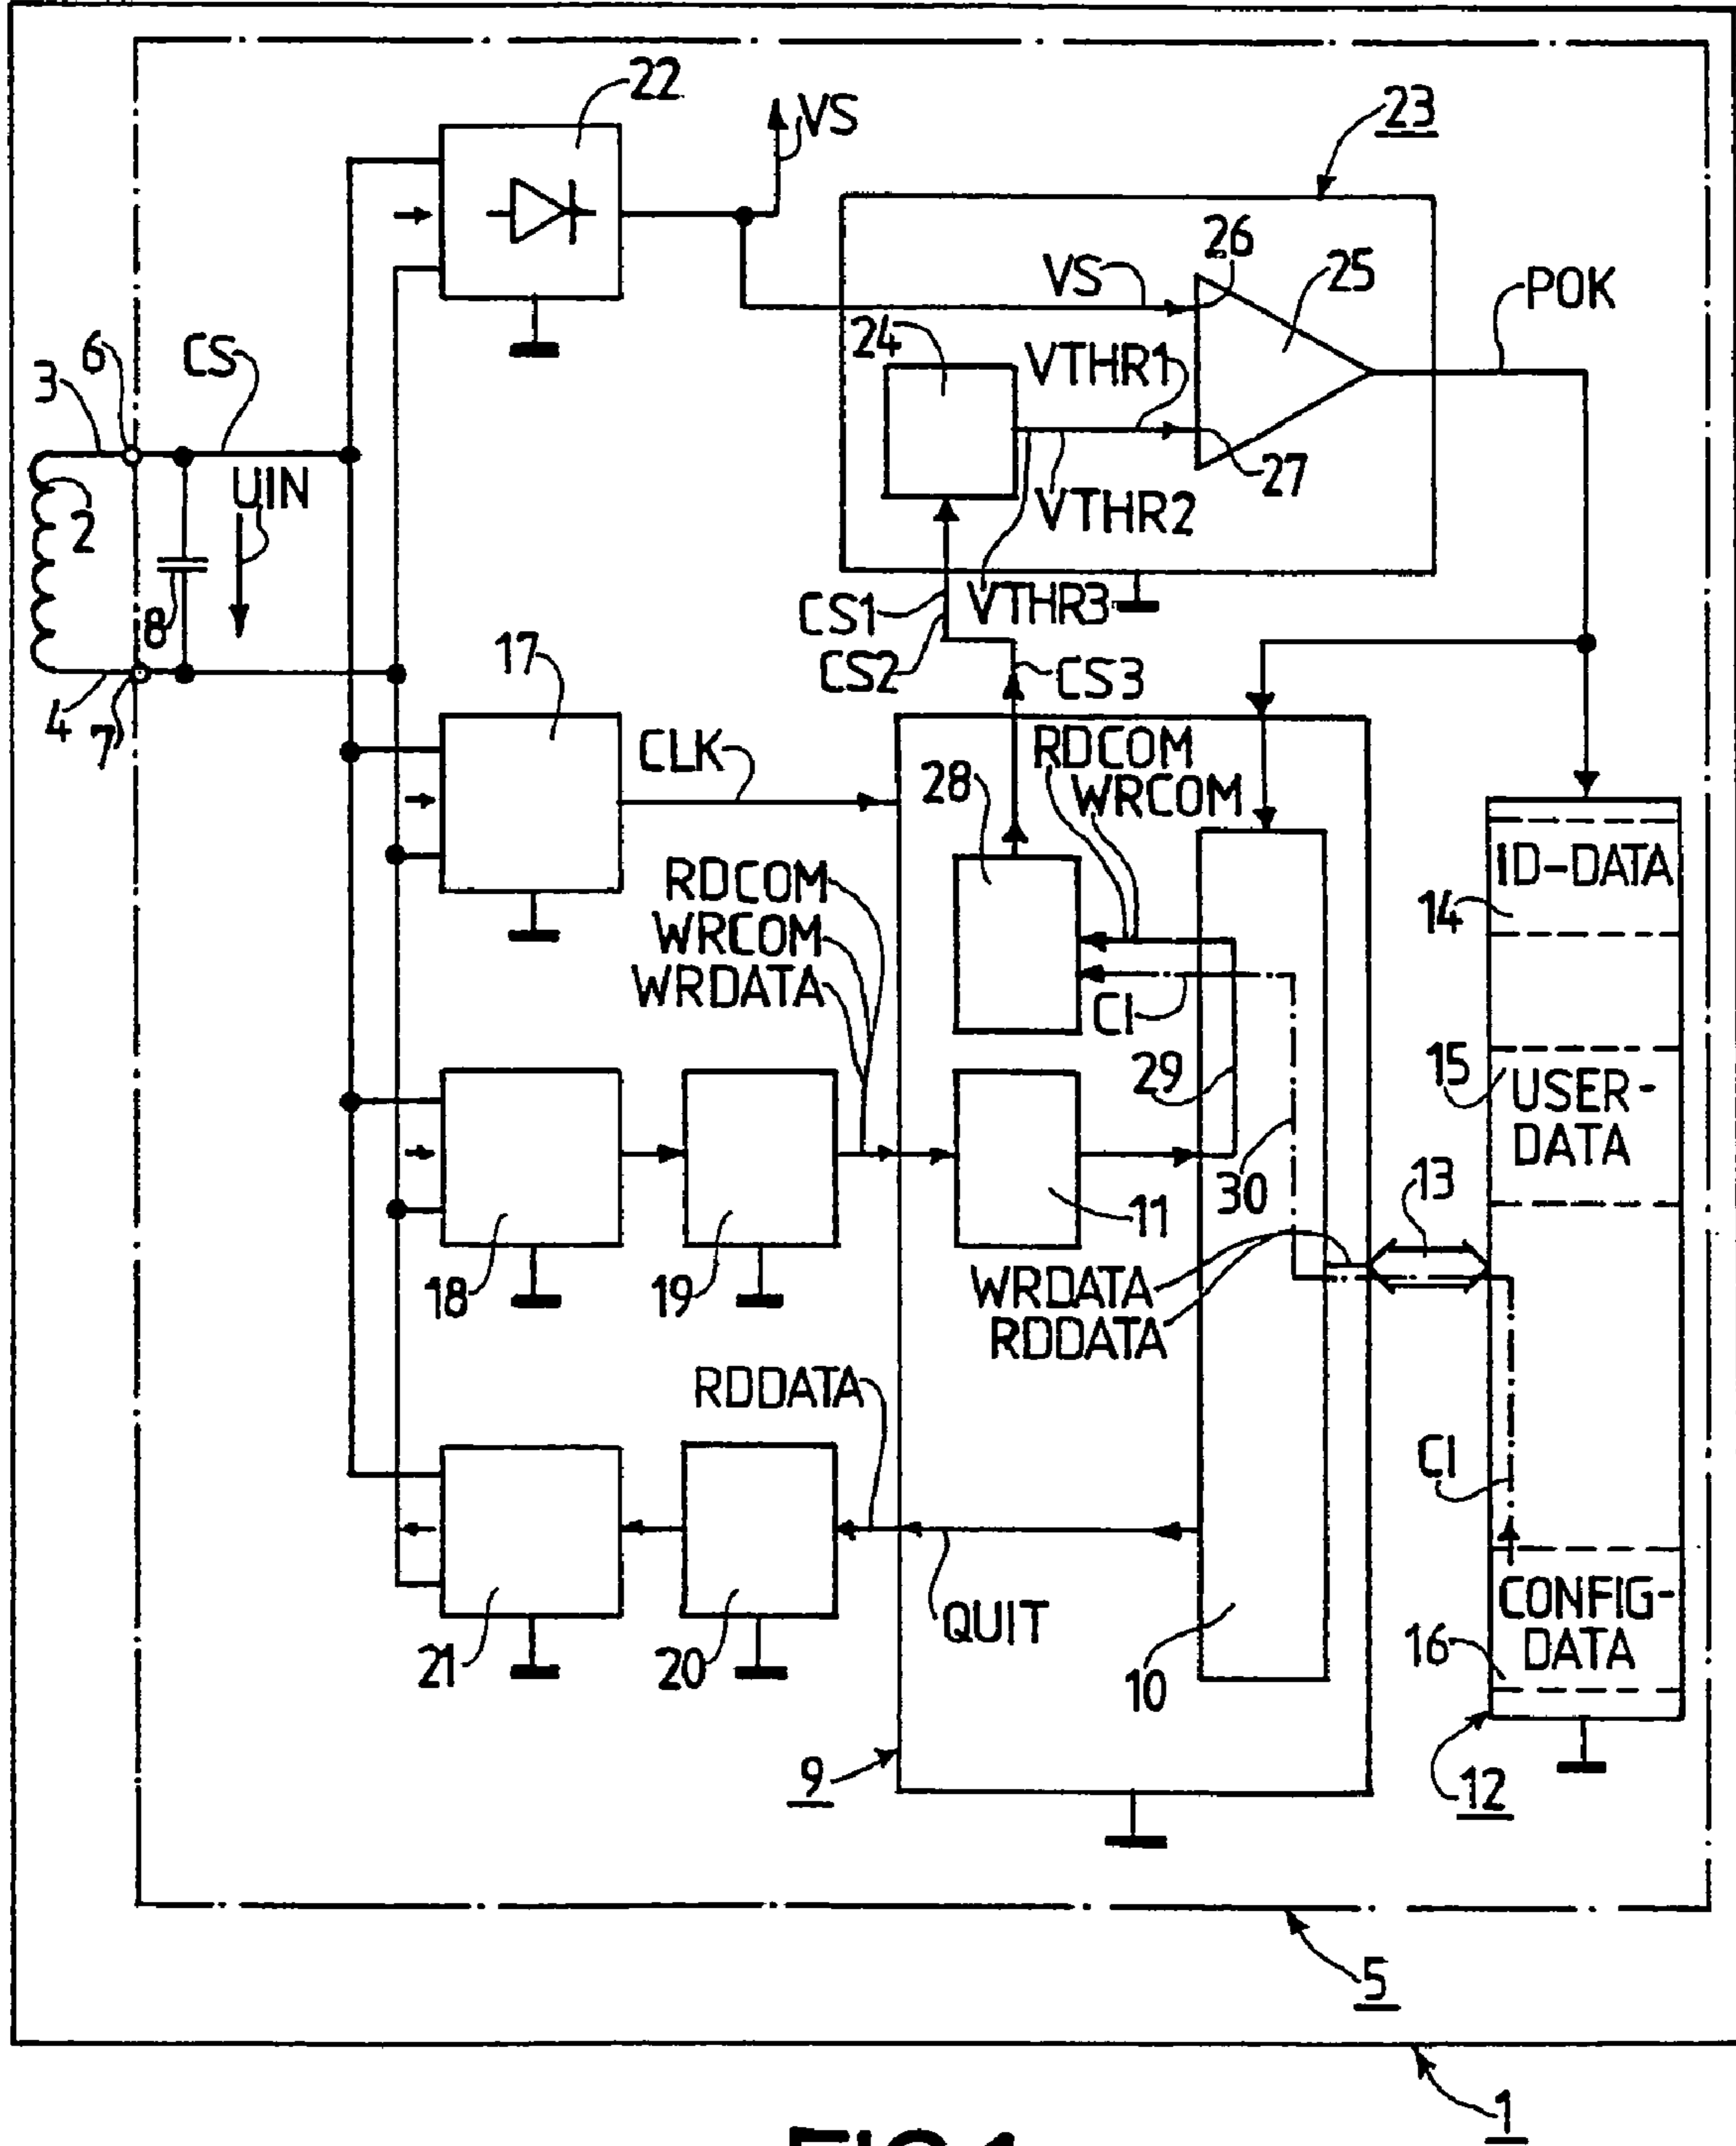 22
VS
23
26
25
VS
POK
24
VTHR1
6
CS
3
27
UIN
2
VTHR2
8
CS1
VTHR3
17
CS2
CS3
4
7
CLK
RDCOM
28
WRCOM
RDCOM
ID-DATA
14
WRCOM
WRDATA
CI
15
29
USER-
DATA
13
30
11
18
19
WRDATA
RDDATA
RDDATA
CI
QUIT
CONFIG-
DATA
16
21
20
10
9
12
5
1
FIG.1